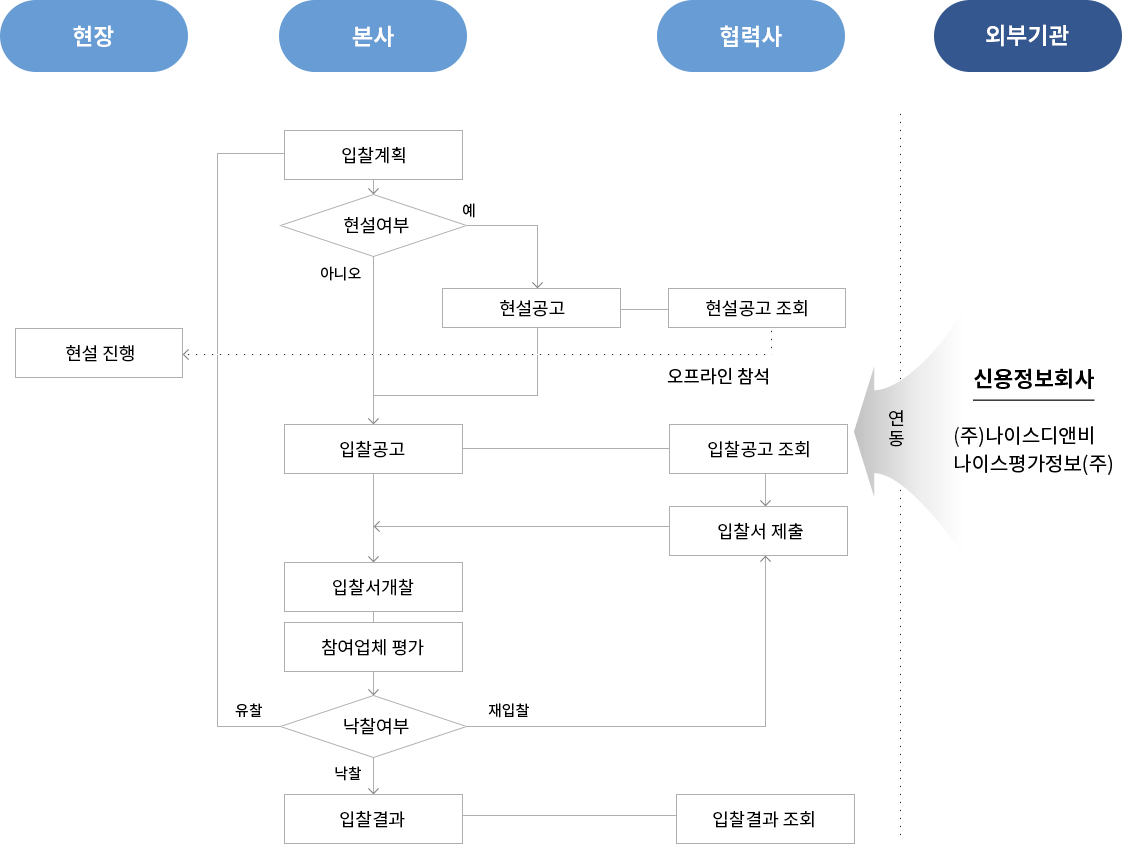 현장
본사
협력사
외부기관
입찰계획
현설여부
예
아니오
현설공고
현설공고 조회
현설 진행
오프라인 참석
신용정보회사
연
동
(주)나이스디앤비
나이스평가정보(주)
입찰공고
입찰공고 조회
입찰서 제출
입찰서개찰
참여업체 평가
유찰
낙찰여부
재입찰
낙찰
입찰결과
입찰결과 조회